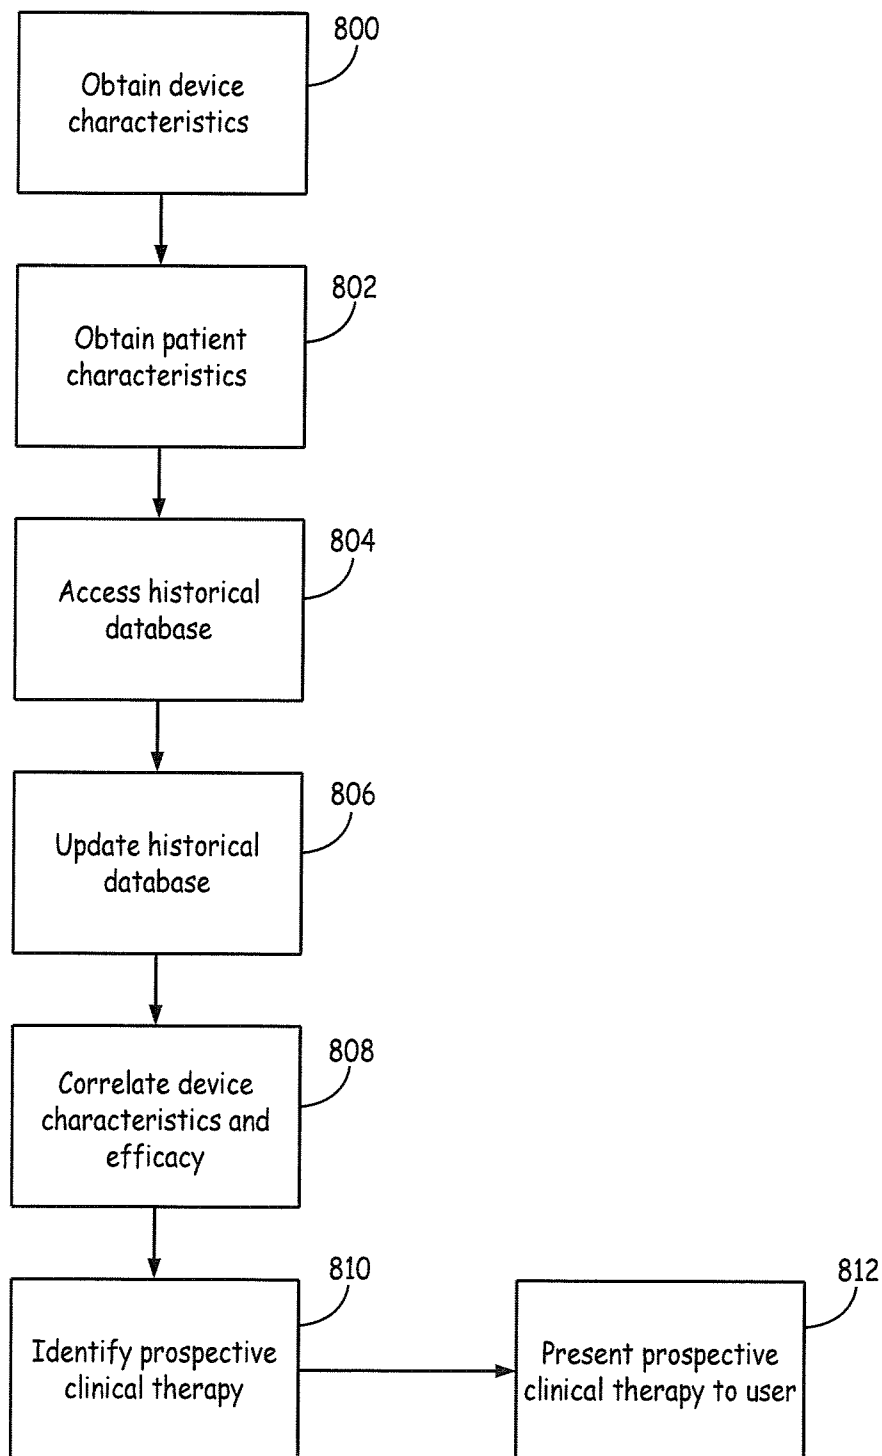 800
Obtain device
characteristics
802
Obtain patient
characteristics
804
Access historical
database
806
Update historical
database
808
Correlate device
characteristics and
efficacy
810
Identify prospective
clinical therapy
812
Present prospective
clinical therapy to user